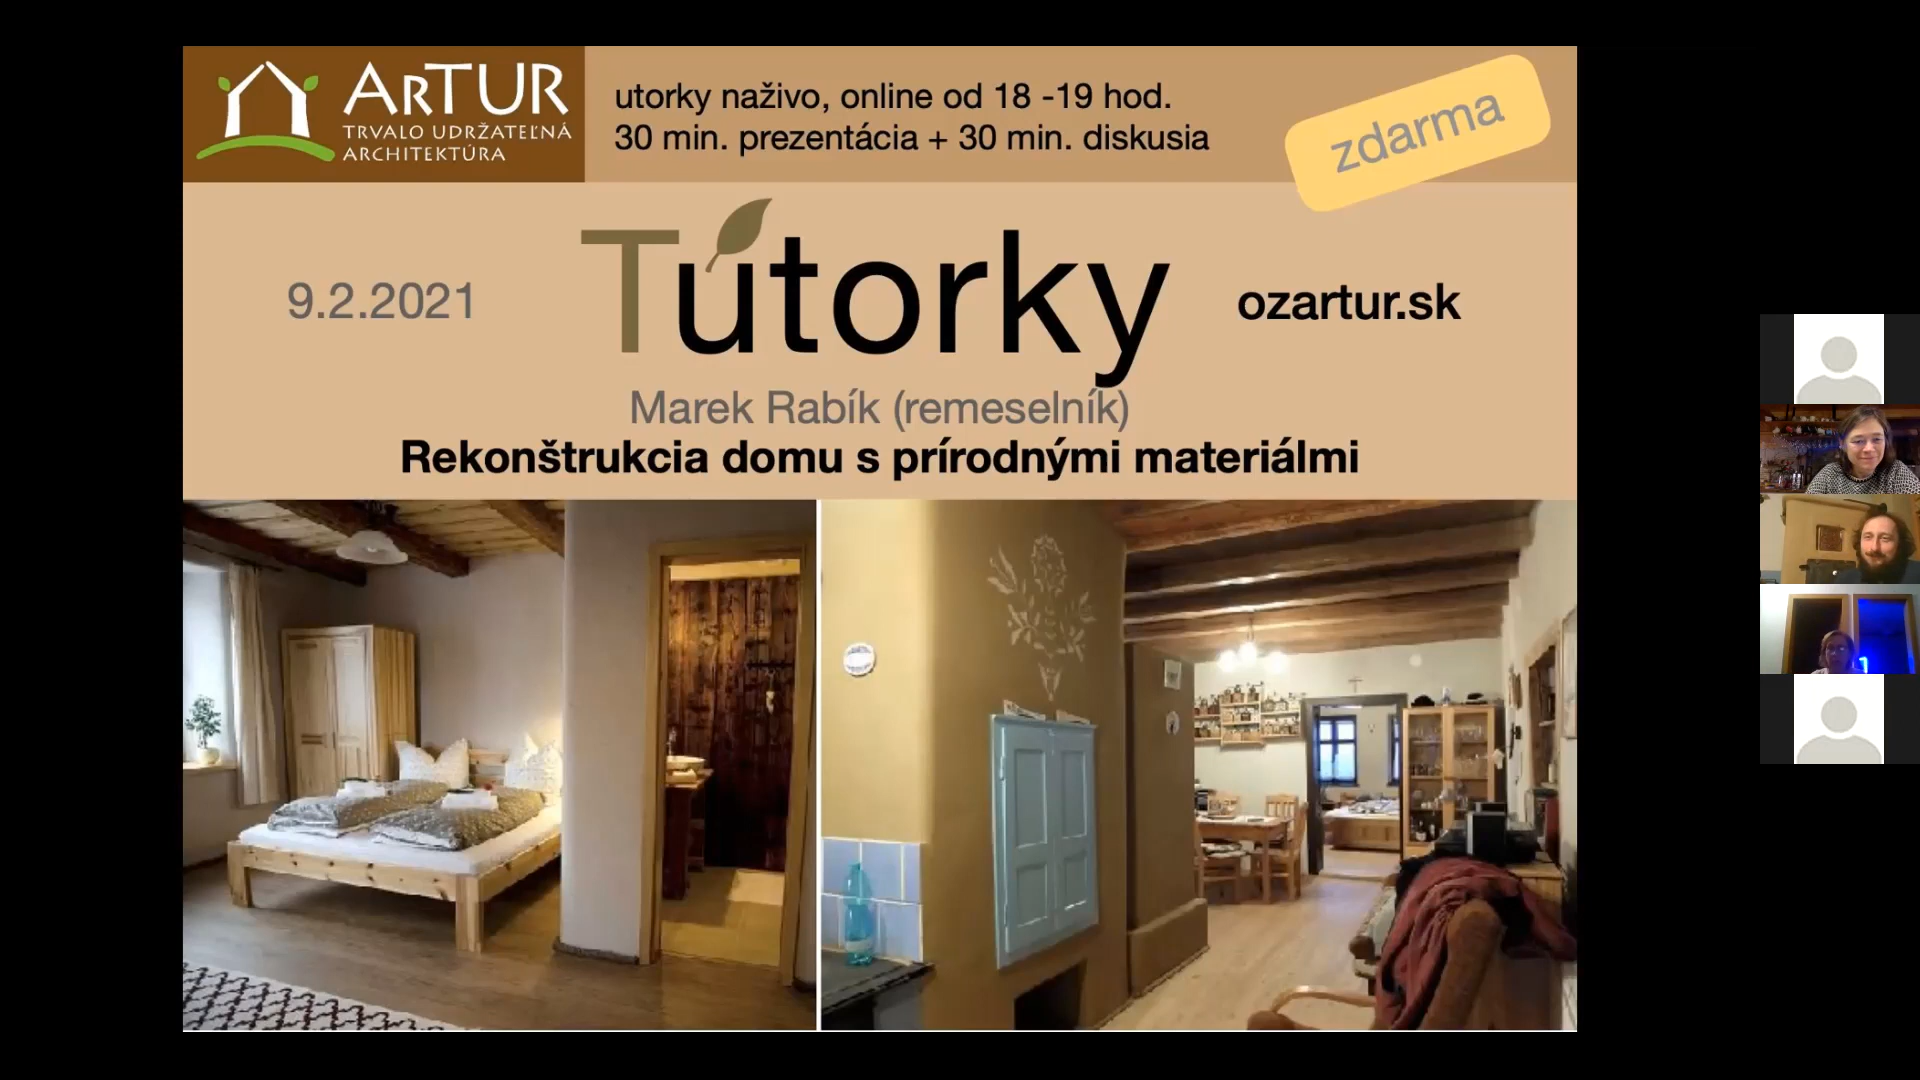 ARTUR
TRVALO UDRŽATEĽNÁ
ARCHITEKTÚRA
utorky naživo, online od 18 -19 hod.
30 min. prezentácia + 30 min. diskusia
zdarma
9.2.2021
Tútorky
ozartur.sk
Marek Rabík (remeselník)
Rekonštrukcia domu s prírodnými materiálmi